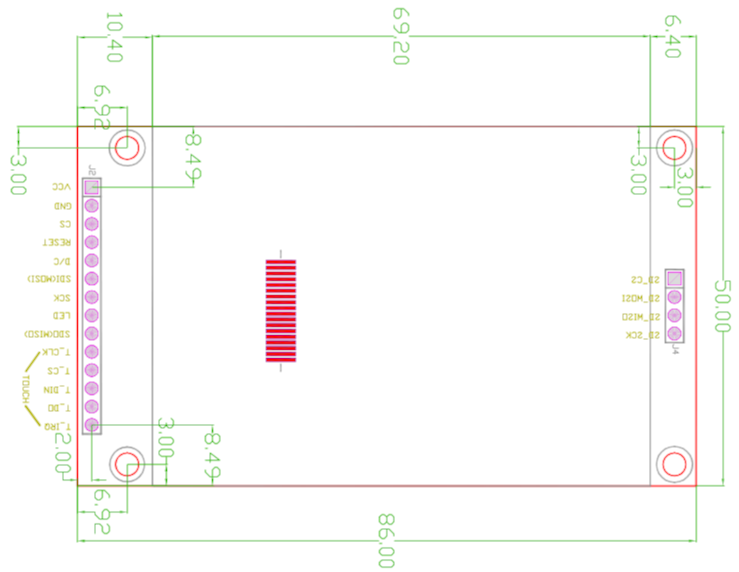 10,40
69,20
6,40
6,92
8,49
3,00
3,00
3,00
J2
VCC
GND
CS
RESET
D/C
SDI(MOSI)
SCK
LED
SDO(MISO)
T_CLK
T_CS
T_DIN
T_DO
T_IRQ
TOUCH
SD_CS
SD_MOSI
SD_MISO
SD_SCK
J4
50,00
2,00
3,00
8,49
6,92
86,00